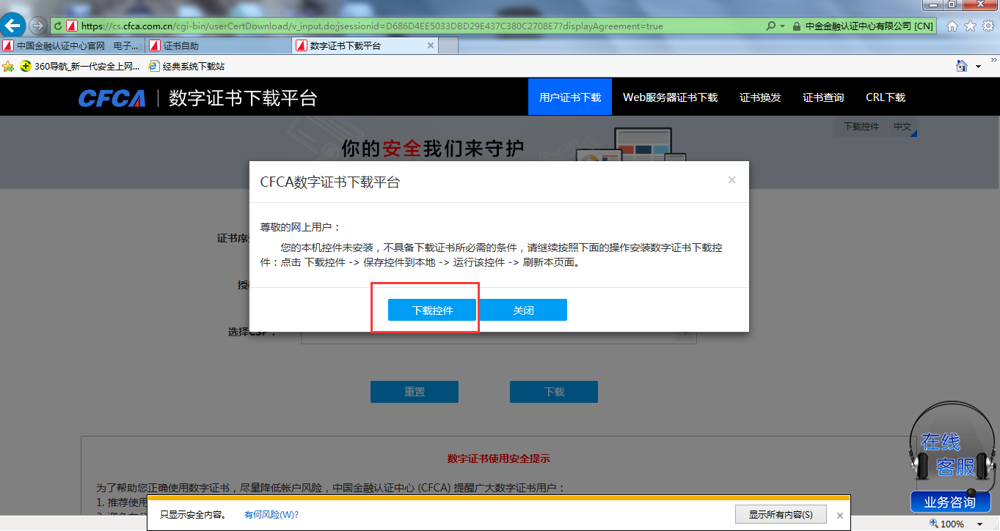 https://cs.cfca.com.cn/cgi-bin/userCertDownload/v_input.do;jsessionid=D686D4EE5033DBD29E437C380C2708E7?displayAgreement=true
中金金融认证中心有限公司 [CN]
中国金融认证中心官网 电子...
证书自助
数字证书下载平台
360导航_新一代安全上网...
经典系统下载站
CFCA
数字证书下载平台
用户证书下载
Web服务器证书下载
证书换发
证书查询
CRL下载
下载控件
中文
你的安全我们来守护
CFCA数字证书下载平台
尊敬的网上用户：
您的本机控件未安装，不具备下载证书所必需的条件，请继续按照下面的操作安装数字证书下载控
件：点击 下载控件 -> 保存控件到本地 -> 运行该控件 -> 刷新本页面。
下载控件
关闭
证书序
授
选择CSP：
重置
下载
数字证书使用安全提示
为了帮助您正确使用数字证书，尽量降低帐户风险，中国金融认证中心 (CFCA) 提醒广大数字证书用户：
1. 推荐使用
只显示安全内容。
有何风险(W)?
显示所有内容(S)
在线
客服
业务咨询
100%